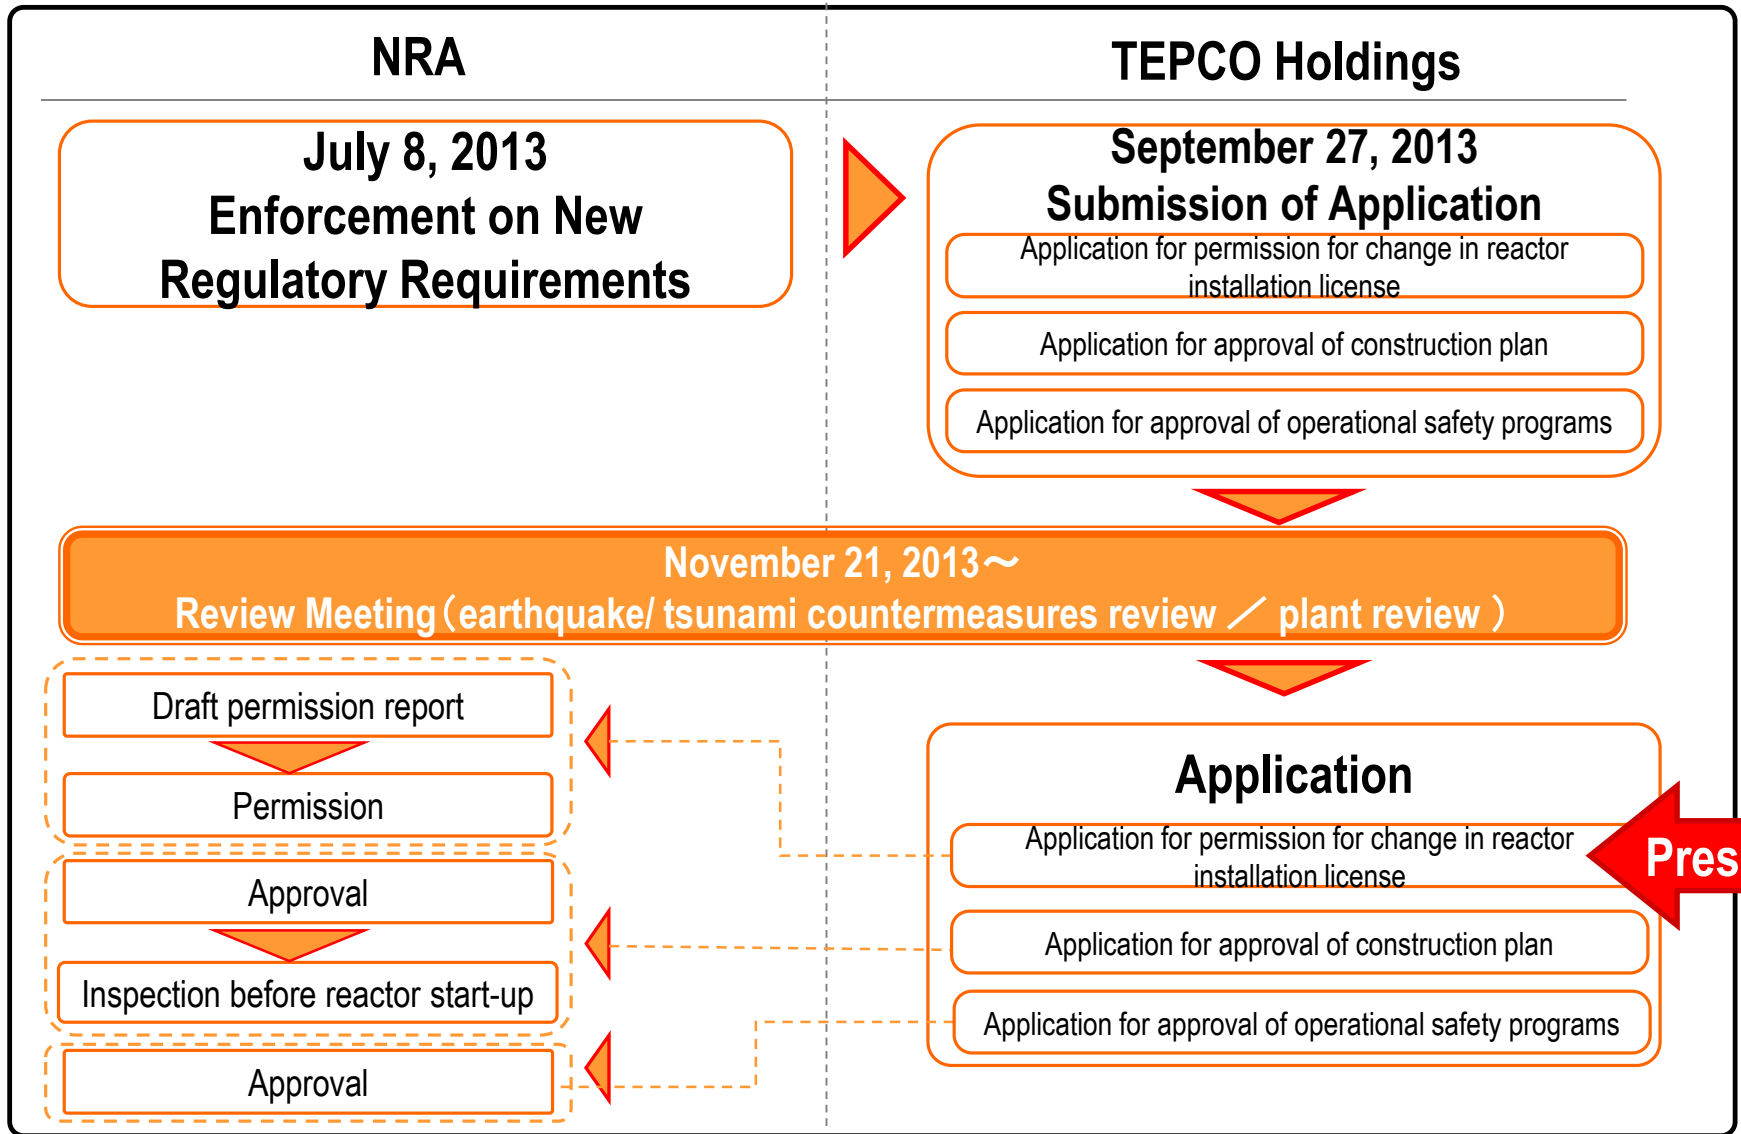 NRA
TEPCO Holdings
July 8, 2013
Enforcement on New
Regulatory Requirements
September 27, 2013
Submission of Application
Application for permission for change in reactor
installation license
Application for approval of construction plan
Application for approval of operational safety programs
November 21, 2013～
Review Meeting（earthquake/ tsunami countermeasures review ／ plant review ）
Draft permission report
Permission
Approval
Inspection before reactor start-up
Approval
Application
Application for permission for change in reactor
installation license
Application for approval of construction plan
Application for approval of operational safety programs
Pres